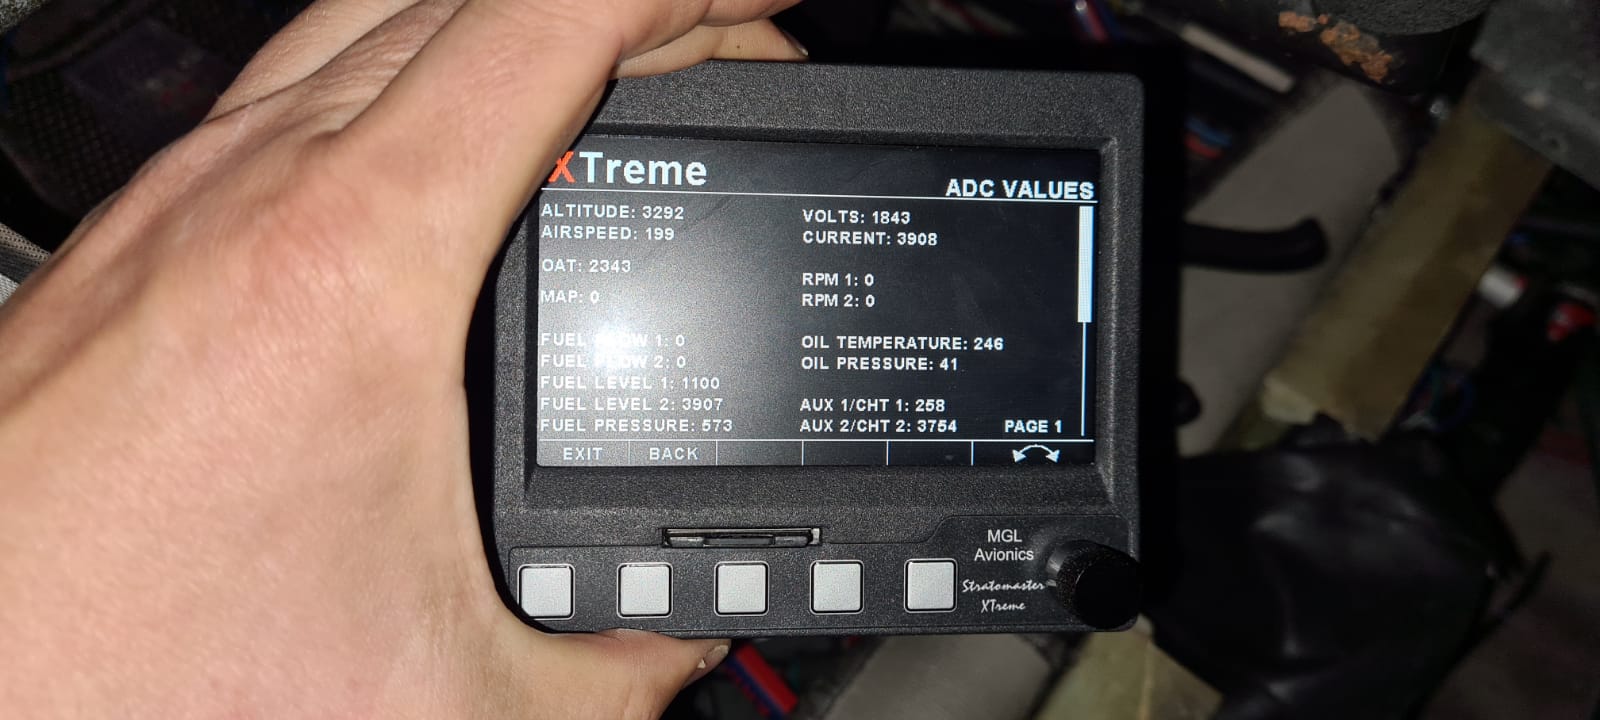 XTreme
ADC VALUES
ALTITUDE: 3292
AIRSPEED: 199
OAT: 2343
MAP: 0
FUEL FLOW 1: 0
FUEL FLOW 2: 0
FUEL LEVEL 1: 1100
FUEL LEVEL 2: 3907
FUEL PRESSURE: 573
VOLTS: 1843
CURRENT: 3908
RPM 1: 0
RPM 2: 0
OIL TEMPERATURE: 246
OIL PRESSURE: 41
AUX 1/CHT 1: 258
AUX 2/CHT 2: 3754
PAGE 1
EXIT
BACK
MGL
Avionics
Stratomaster
XTreme